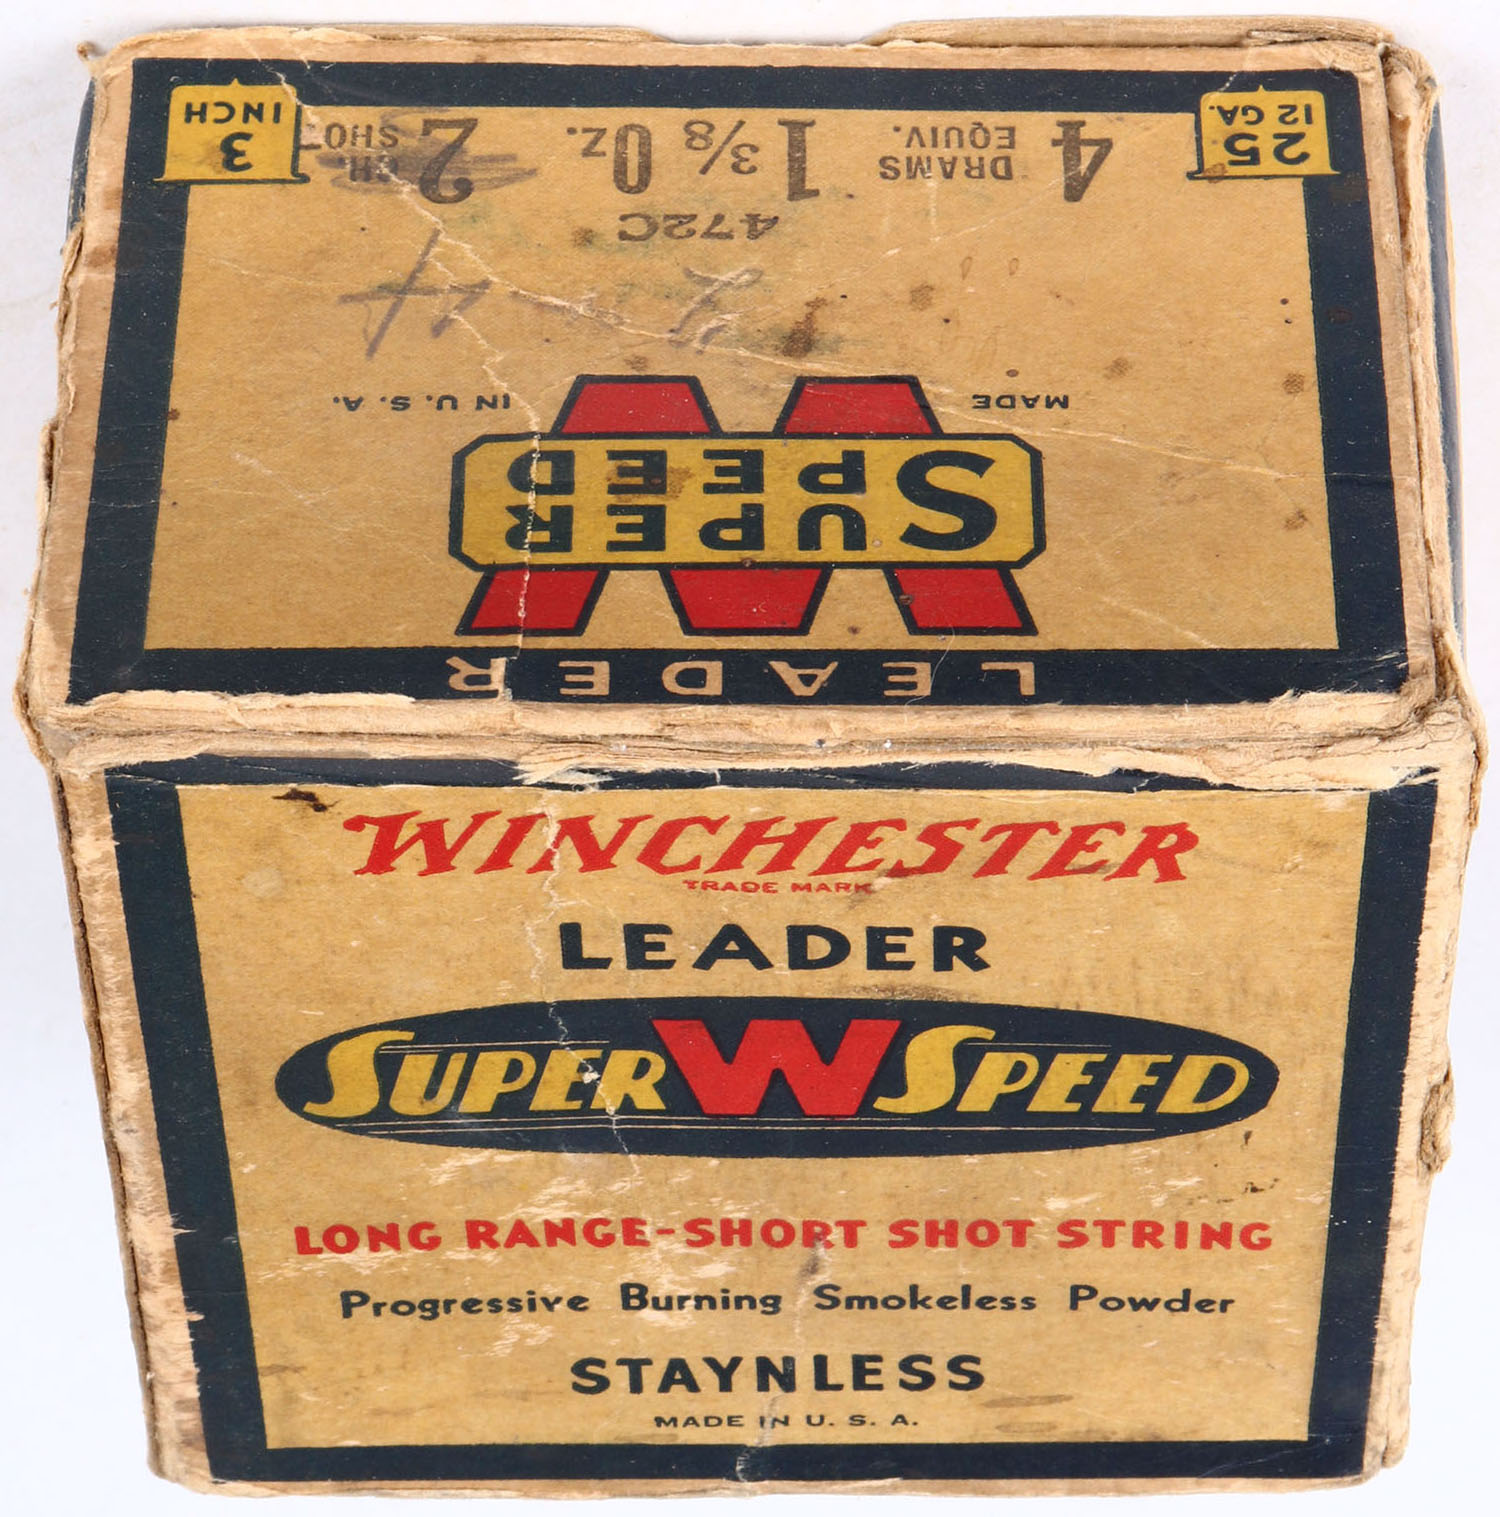 LEADER
SUPER
SPEED
MADE IN U. S. A.
472C
4 DRAMS EQUIV. 1 3/8 Oz. 2 CH. SHO
25 12 GA.
3 INCH
WINCHESTER
TRADE MARK
LEADER
SUPER W SPEED
LONG RANGE-SHORT SHOT STRING
Progressive Burning Smokeless Powder
STAYNLESS
MADE IN U. S. A.